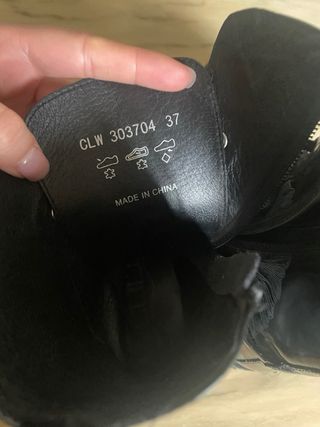 CLW 303704 37
MADE IN CHINA